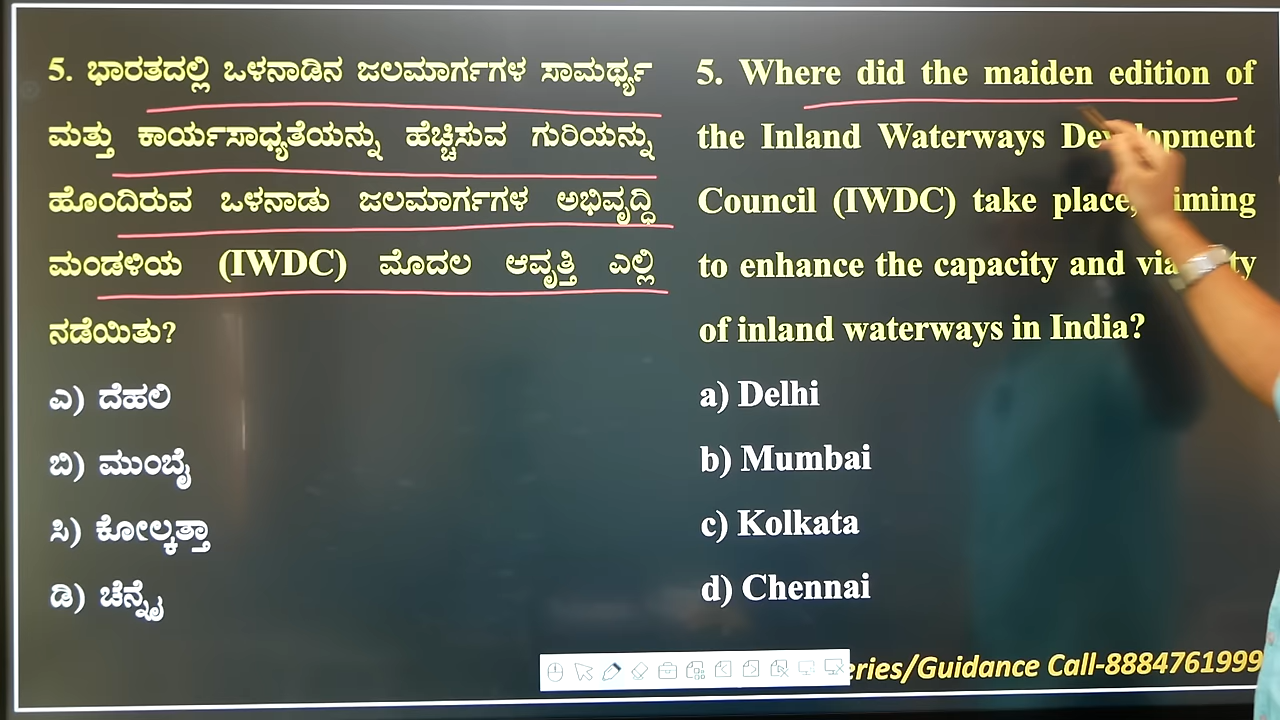 5. ಭಾರತದಲ್ಲಿ ಒಳನಾಡಿನ ಜಲಮಾರ್ಗಗಳ ಸಾಮರ್ಥ್ಯ
ಮತ್ತು ಕಾರ್ಯಸಾಧ್ಯತೆಯನ್ನು ಹೆಚ್ಚಿಸುವ ಗುರಿಯನ್ನು
ಹೊಂದಿರುವ ಒಳನಾಡು ಜಲಮಾರ್ಗಗಳ ಅಭಿವೃದ್ಧಿ
ಮಂಡಳಿಯ (IWDC) ಮೊದಲ ಆವೃತ್ತಿ ಎಲ್ಲಿ
ನಡೆಯಿತು?
ಎ) ದೆಹಲಿ
ಬಿ) ಮುಂಬೈ
ಸಿ) ಕೋಲ್ಕತ್ತಾ
ಡಿ) ಚೆನ್ನೈ
5. Where did the maiden edition of
the Inland Waterways
Council (IWDC) take place,
to enhance the capacity and
of inland waterways in India?
a) Delhi
b) Mumbai
c) Kolkata
d) Chennai
/Guidance Call-8884761999